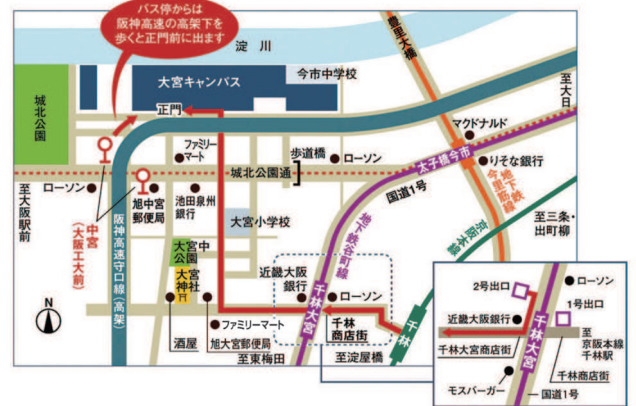 バス停からは
阪神高速の高架下を
歩くと正門前に出ます
淀川
豊里大橋
至大日
城北公園
大宮キャンパス
今市中学校
正門
マクドナルド
ファミリー
マート
歩道橋
ローソン
太子橋今市
りそな銀行
城北公園通
国道1号
地下鉄
今里筋線
ローソン
旭中宮
郵便局
池田泉州
銀行
至大阪駅前
中宮
(大阪工大前)
阪神高速守口線(高架)
大宮小学校
地下鉄谷町線
京阪本線
至三条・
出町柳
大宮中
公園
大宮
神社
近畿大阪
銀行
千林大宮
ローソン
千林
商店街
千林
N
酒屋
ファミリーマート
旭大宮郵便局
至東梅田
至淀屋橋
2号出口
ローソン
1号出口
近畿大阪銀行
千林大宮
至
京阪本線
千林駅
千林大宮商店街
千林商店街
モスバーガー
国道1号